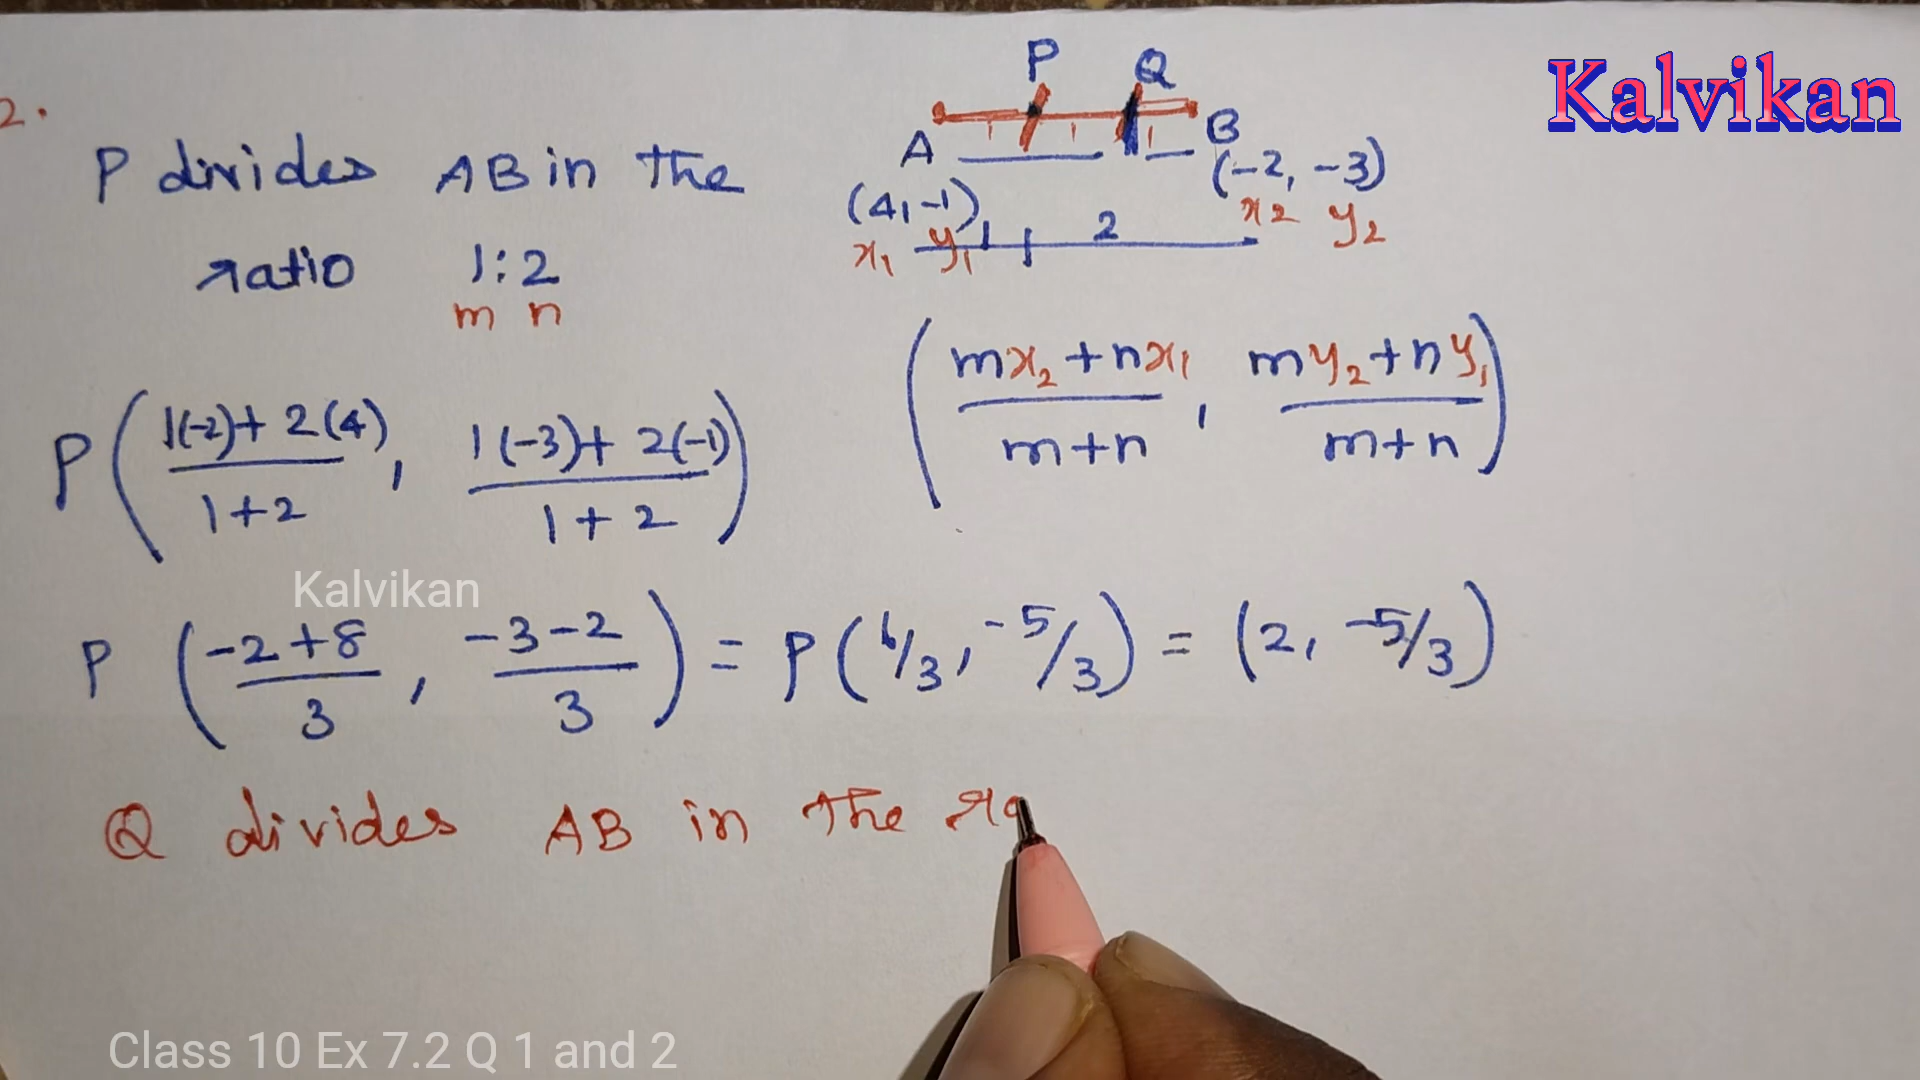 Kalvikan
2.
P Q
A B
(4, -1) (-2, -3)
x₁ y₁ x₂ y₂
1 2
P divides AB in the
ratio 1:2
m n
(mx₂+nx₁/m+n, my₂+ny₁/m+n)
P(1(-2)+2(4)/1+2, 1(-3)+2(-1)/1+2)
Kalvikan
P(-2+8/3, -3-2/3) = P(6/3, -5/3) = (2, -5/3)
Q divides AB in the ra
Class 10 Ex 7.2 Q 1 and 2